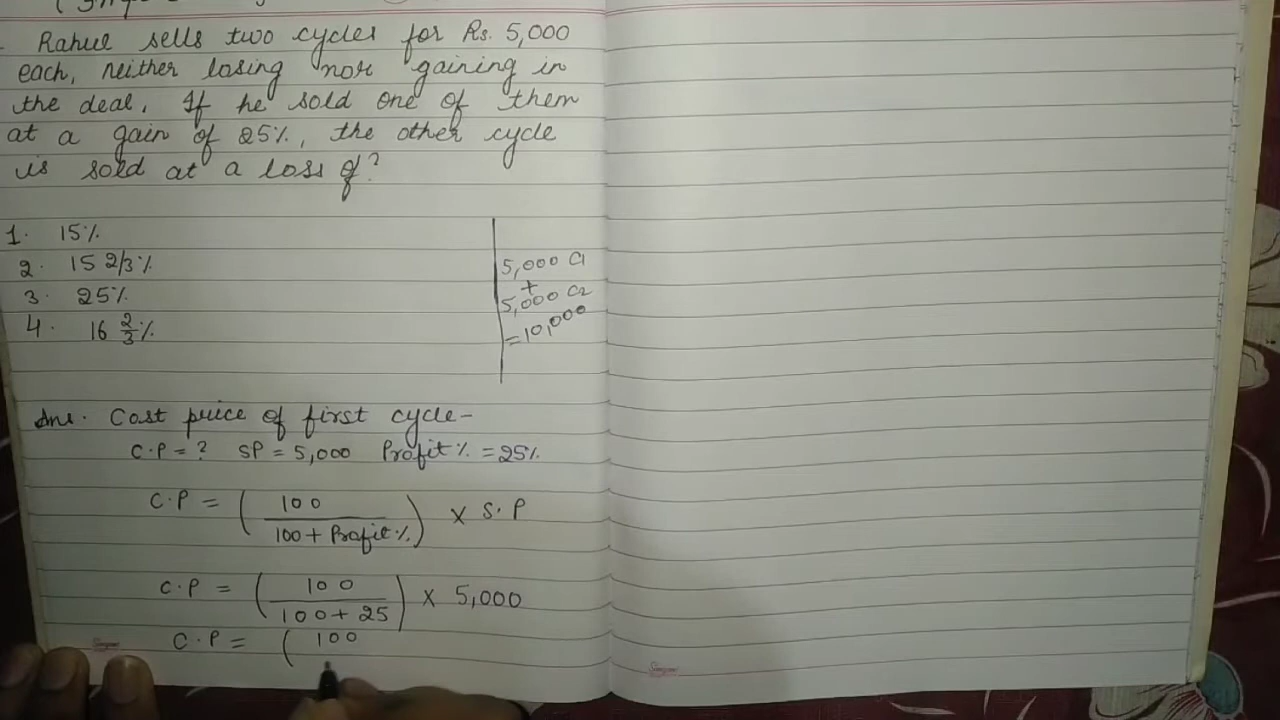 Rahul sells two cycles for Rs. 5,000
each, neither losing nor gaining in
the deal. If he sold one of them
at a gain of 25%, the other cycle
is sold at a loss of?
1. 15%
2. 15 2/3%
3. 25%
4. 16 2/3%
5,000 C1
+
5,000 C2
=10,000
Ans. Cost price of first cycle-
C.P = ? SP = 5,000 Profit% = 25%
C.P = (100 / 100 + Profit%) × S.P
C.P = (100 / 100 + 25) × 5,000
C.P = ( 100